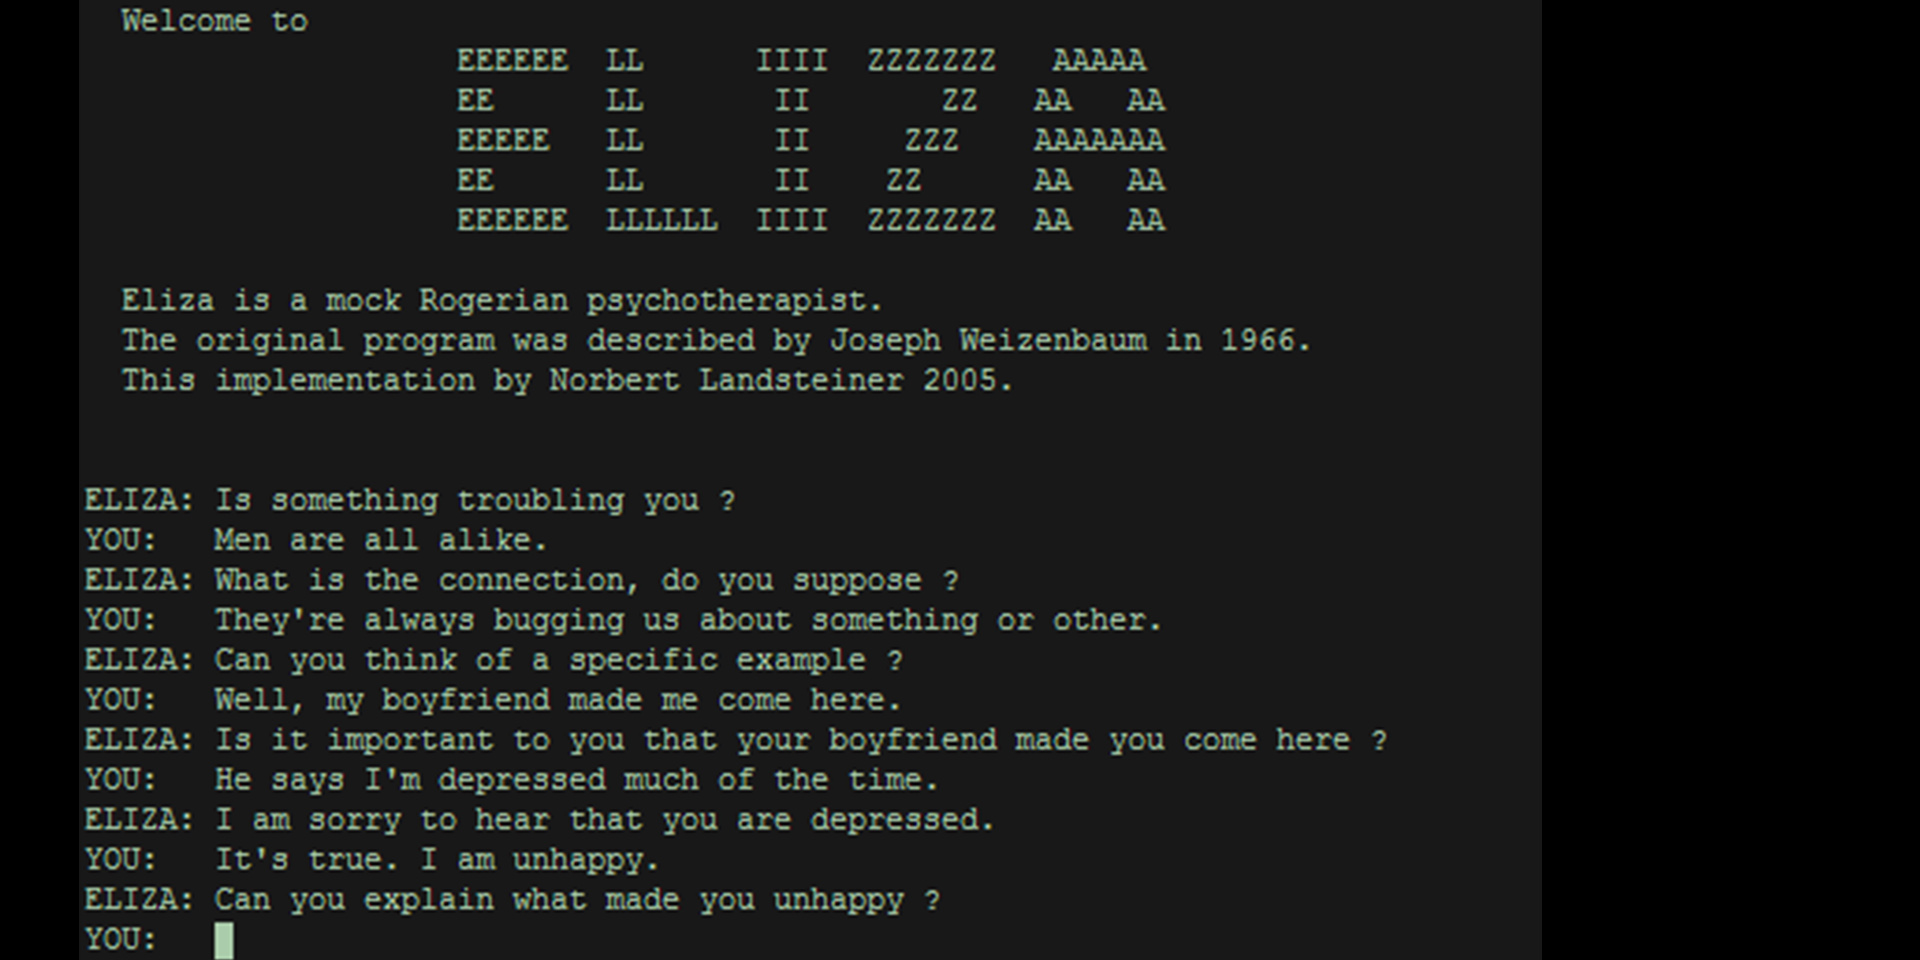 Welcome to
EEEEEE  LL      IIII  ZZZZZZZ   AAAAA
EE      LL       II       ZZ   AA   AA
EEEEE   LL       II     ZZZ    AAAAAAA
EE      LL       II    ZZ      AA   AA
EEEEEE  LLLLLL  IIII  ZZZZZZZ  AA   AA
Eliza is a mock Rogerian psychotherapist.
The original program was described by Joseph Weizenbaum in 1966.
This implementation by Norbert Landsteiner 2005.
ELIZA: Is something troubling you ?
YOU:   Men are all alike.
ELIZA: What is the connection, do you suppose ?
YOU:   They're always bugging us about something or other.
ELIZA: Can you think of a specific example ?
YOU:   Well, my boyfriend made me come here.
ELIZA: Is it important to you that your boyfriend made you come here ?
YOU:   He says I'm depressed much of the time.
ELIZA: I am sorry to hear that you are depressed.
YOU:   It's true. I am unhappy.
ELIZA: Can you explain what made you unhappy ?
YOU: